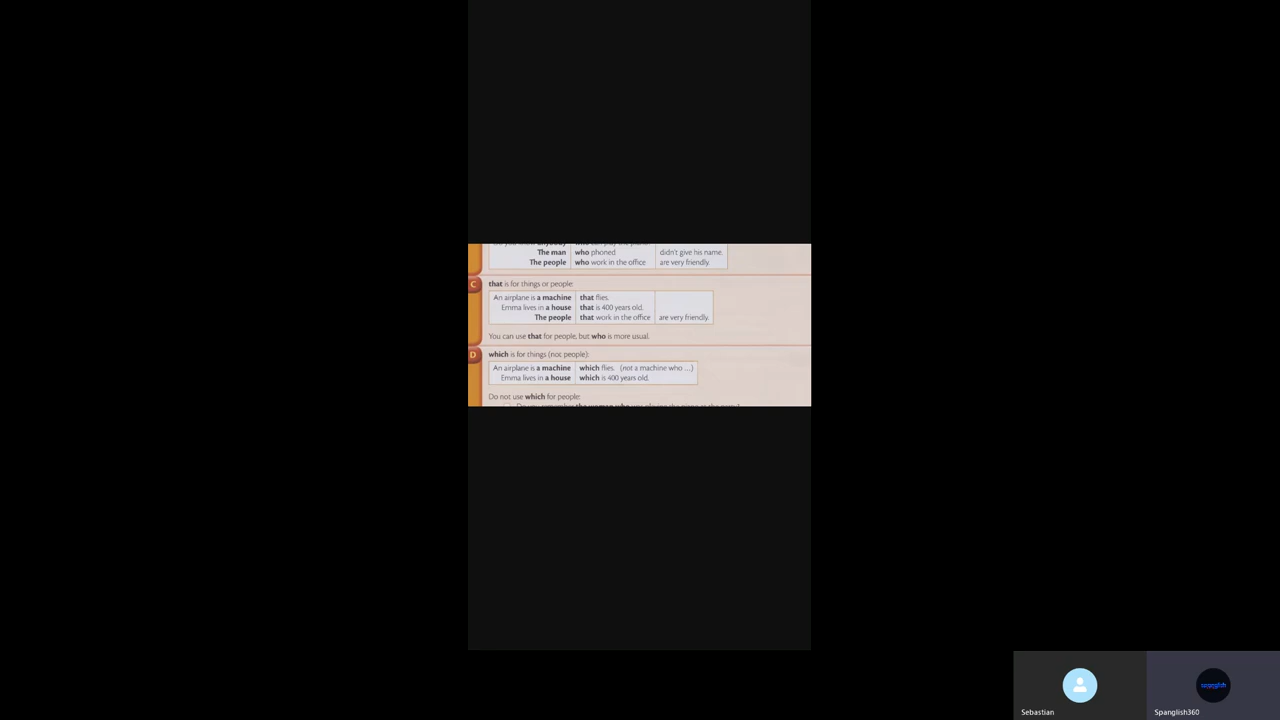 The man who phoned didn't give his name.
The people who work in the office are very friendly.
C that is for things or people:
An airplane is a machine that flies.
Emma lives in a house that is 400 years old.
The people that work in the office are very friendly.
You can use that for people, but who is more usual.
D which is for things (not people):
An airplane is a machine which flies. (not a machine who ...)
Emma lives in a house which is 400 years old.
Do not use which for people:
Sebastian
Spanglish360